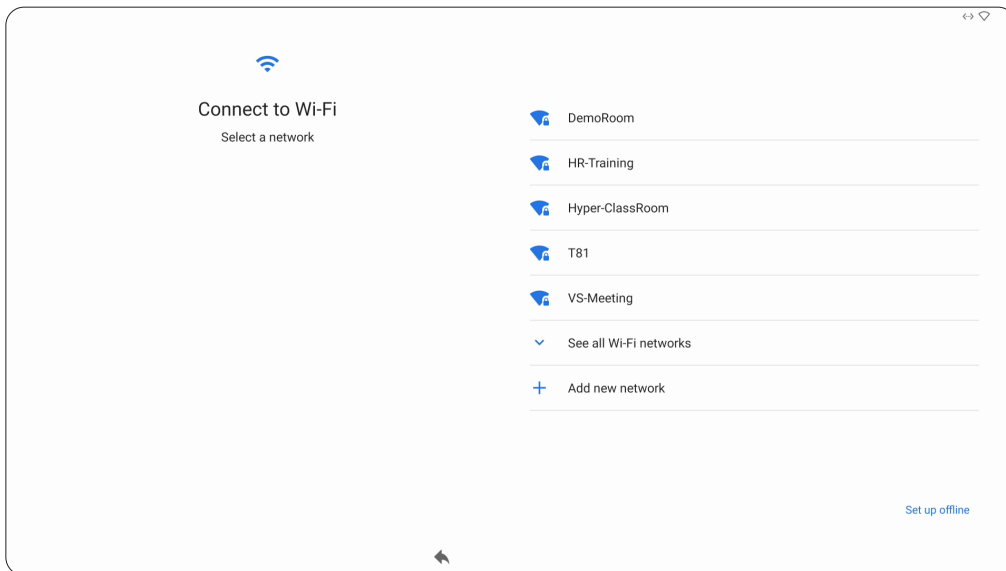 Connect to Wi-Fi
Select a network
DemoRoom
HR-Training
Hyper-ClassRoom
T81
VS-Meeting
See all Wi-Fi networks
Add new network
Set up offline